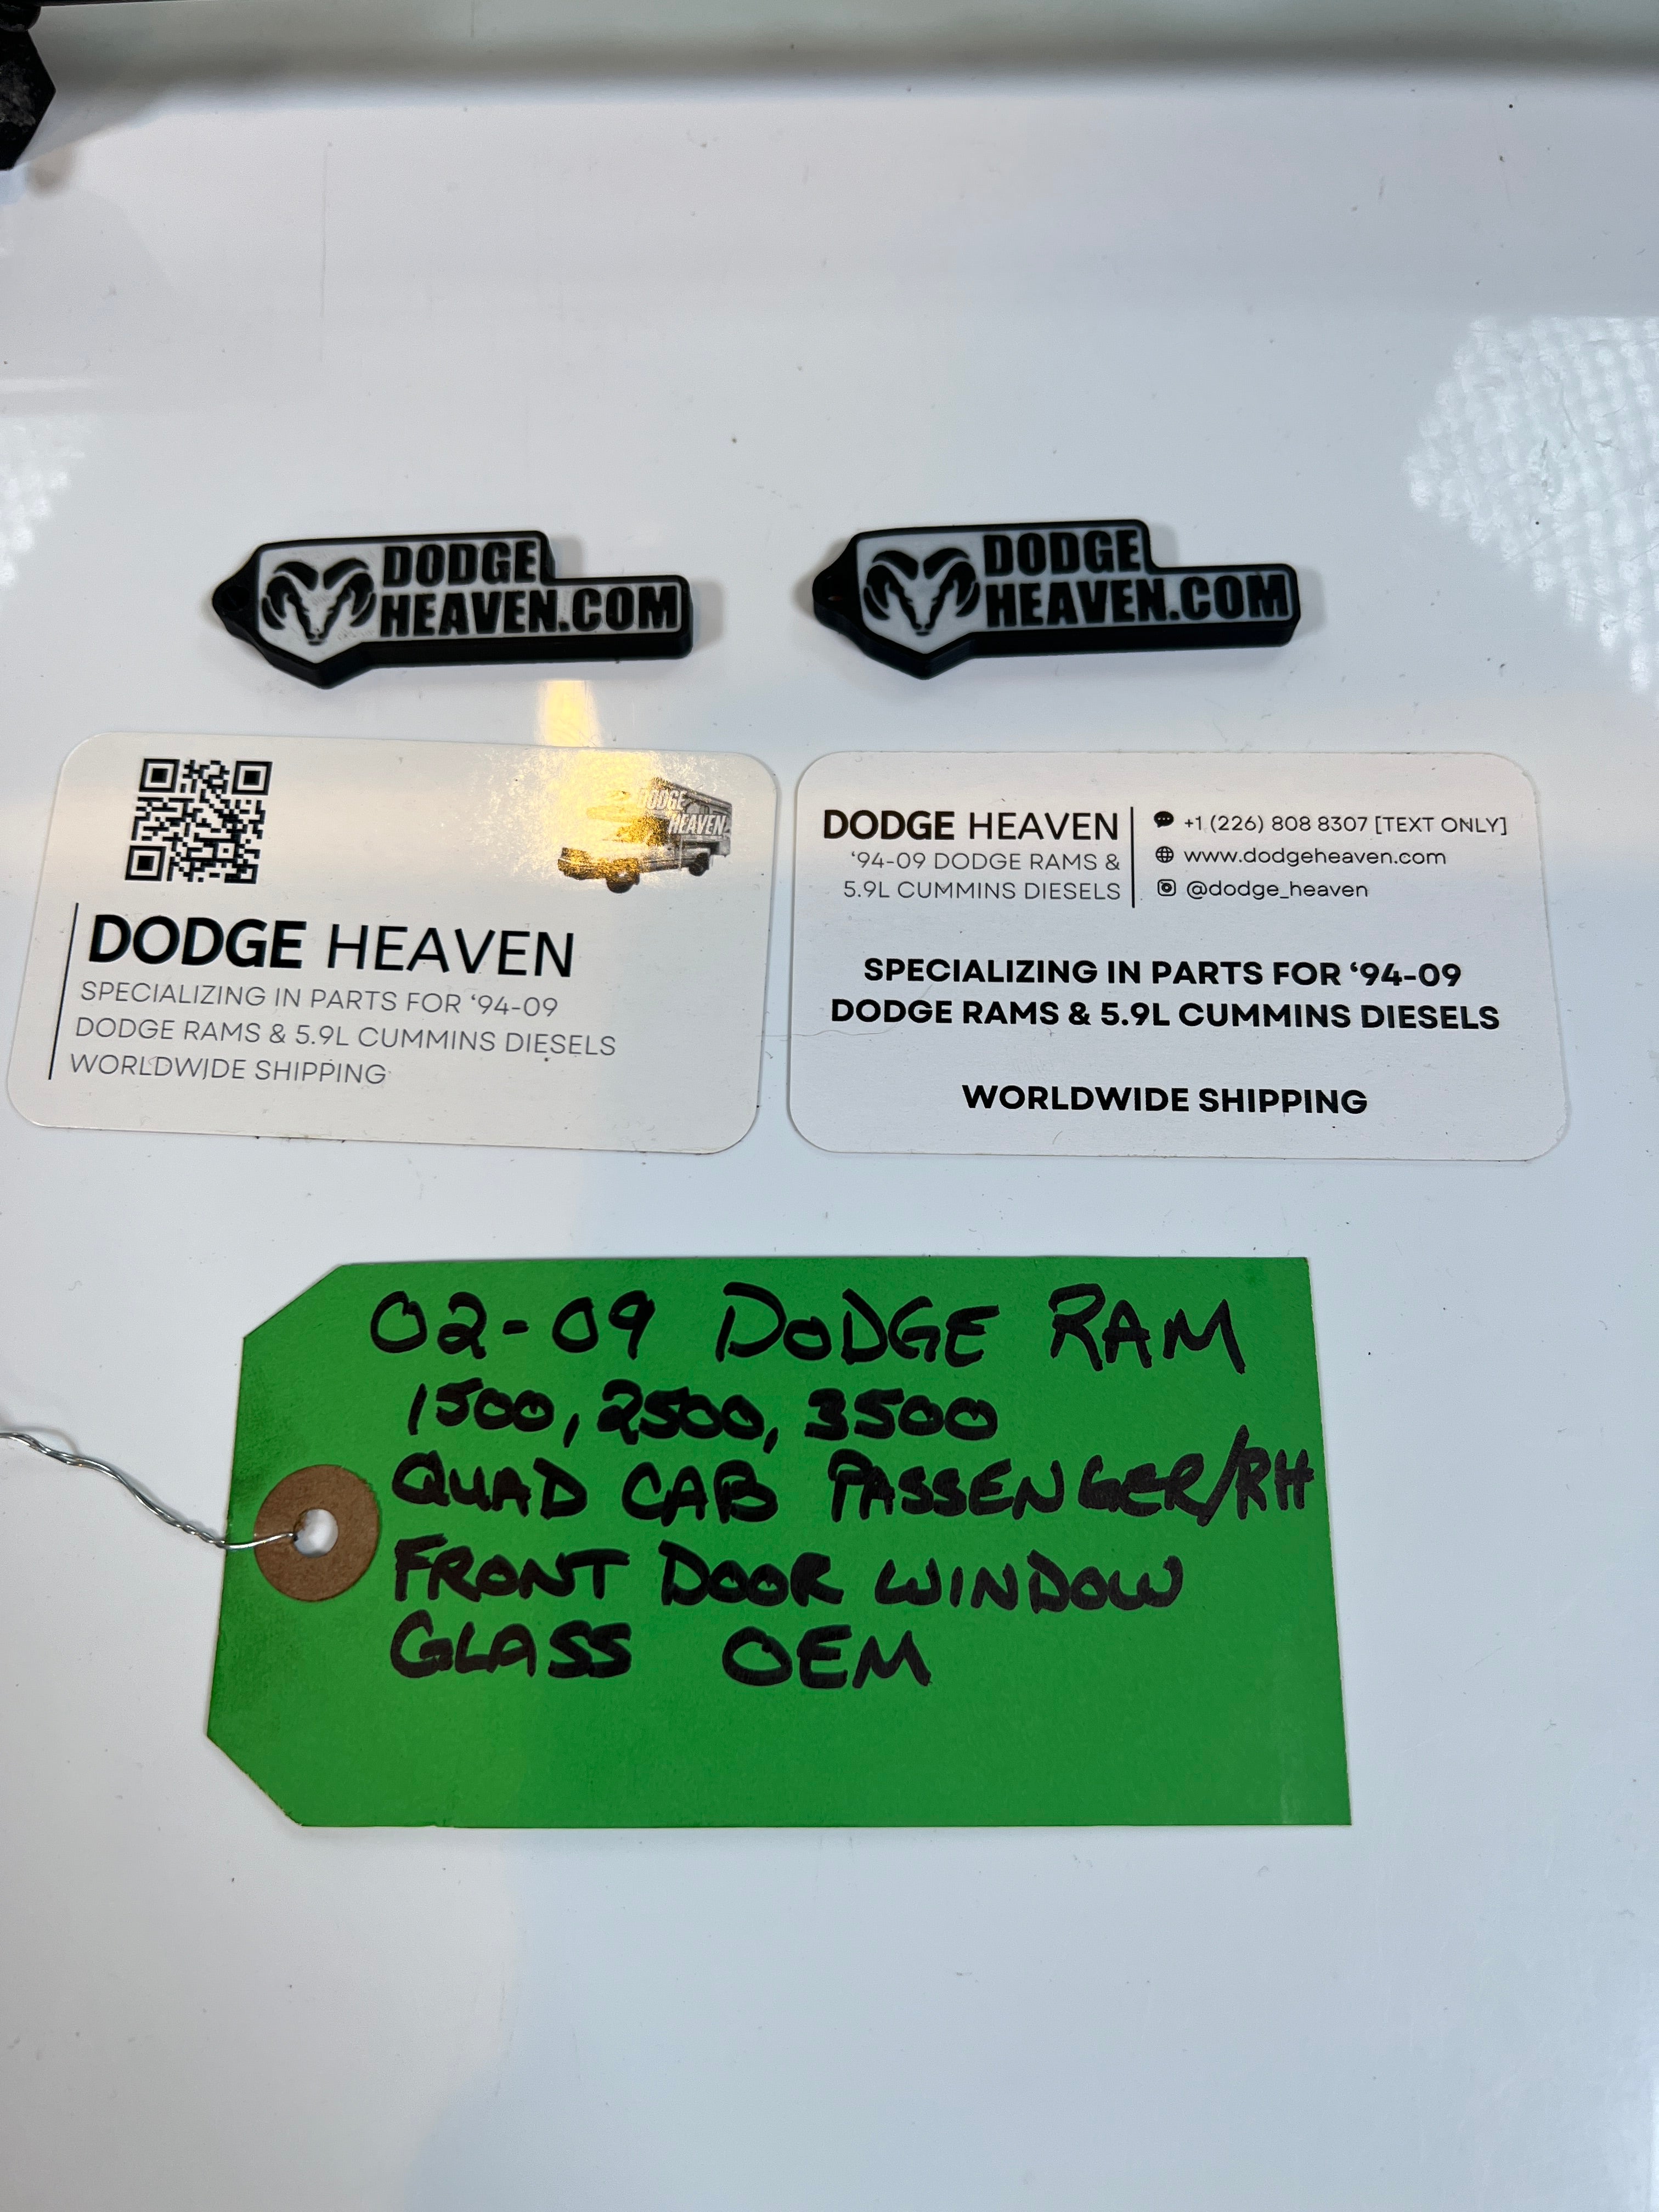 DODGE
HEAVEN.COM
DODGE
HEAVEN.COM
DODGE
HEAVEN
DODGE HEAVEN
SPECIALIZING IN PARTS FOR ‘94-09
DODGE RAMS & 5.9L CUMMINS DIESELS
WORLDWIDE SHIPPING
DODGE HEAVEN
‘94-09 DODGE RAMS &
5.9L CUMMINS DIESELS
+1 (226) 808 8307 [TEXT ONLY]
www.dodgeheaven.com
@dodge_heaven
SPECIALIZING IN PARTS FOR ‘94-09
DODGE RAMS & 5.9L CUMMINS DIESELS
WORLDWIDE SHIPPING
02-09 DODGE RAM
1500, 2500, 3500
QUAD CAB PASSENGER/RH
FRONT DOOR WINDOW
GLASS OEM